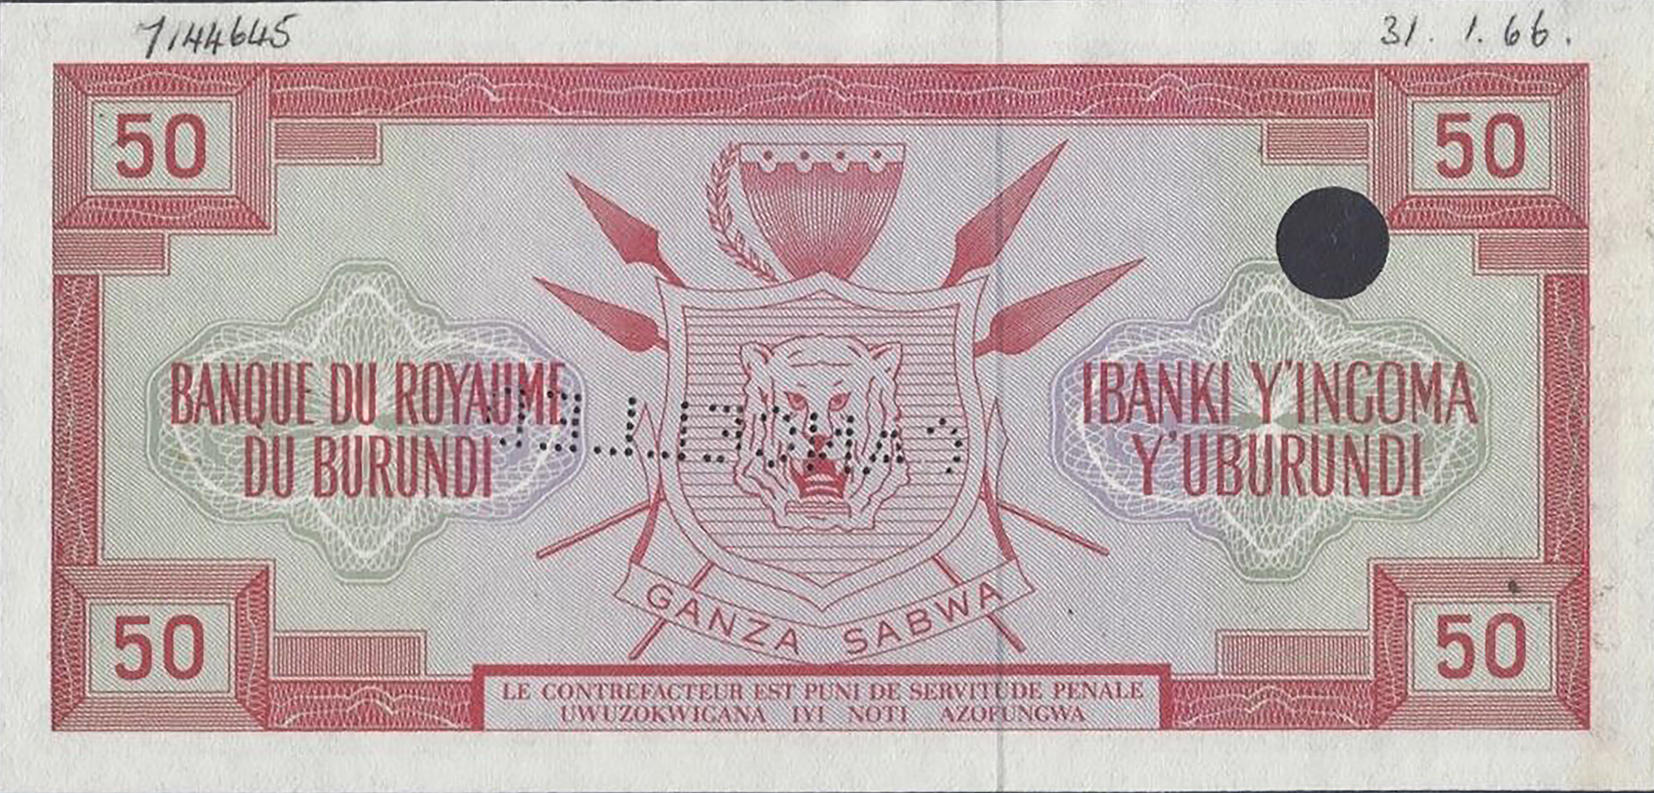 7144645
31. 1. 66.
50
50
BANQUE DU ROYAUME
DU BURUNDI
IBANKI Y'INGOMA
Y'UBURUNDI
CANCELLED
GANZA SABWA
50
50
LE CONTREFACTEUR EST PUNI DE SERVITUDE PENALE
UWUZOKWIGANA IYI NOTI AZOFUNGWA